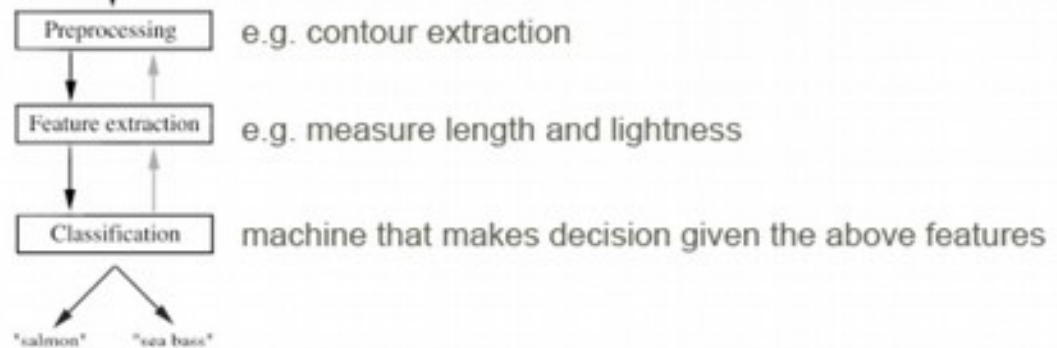 Preprocessing e.g. contour extraction
Feature extraction e.g. measure length and lightness
Classification machine that makes decision given the above features
"salmon" "sea bass"